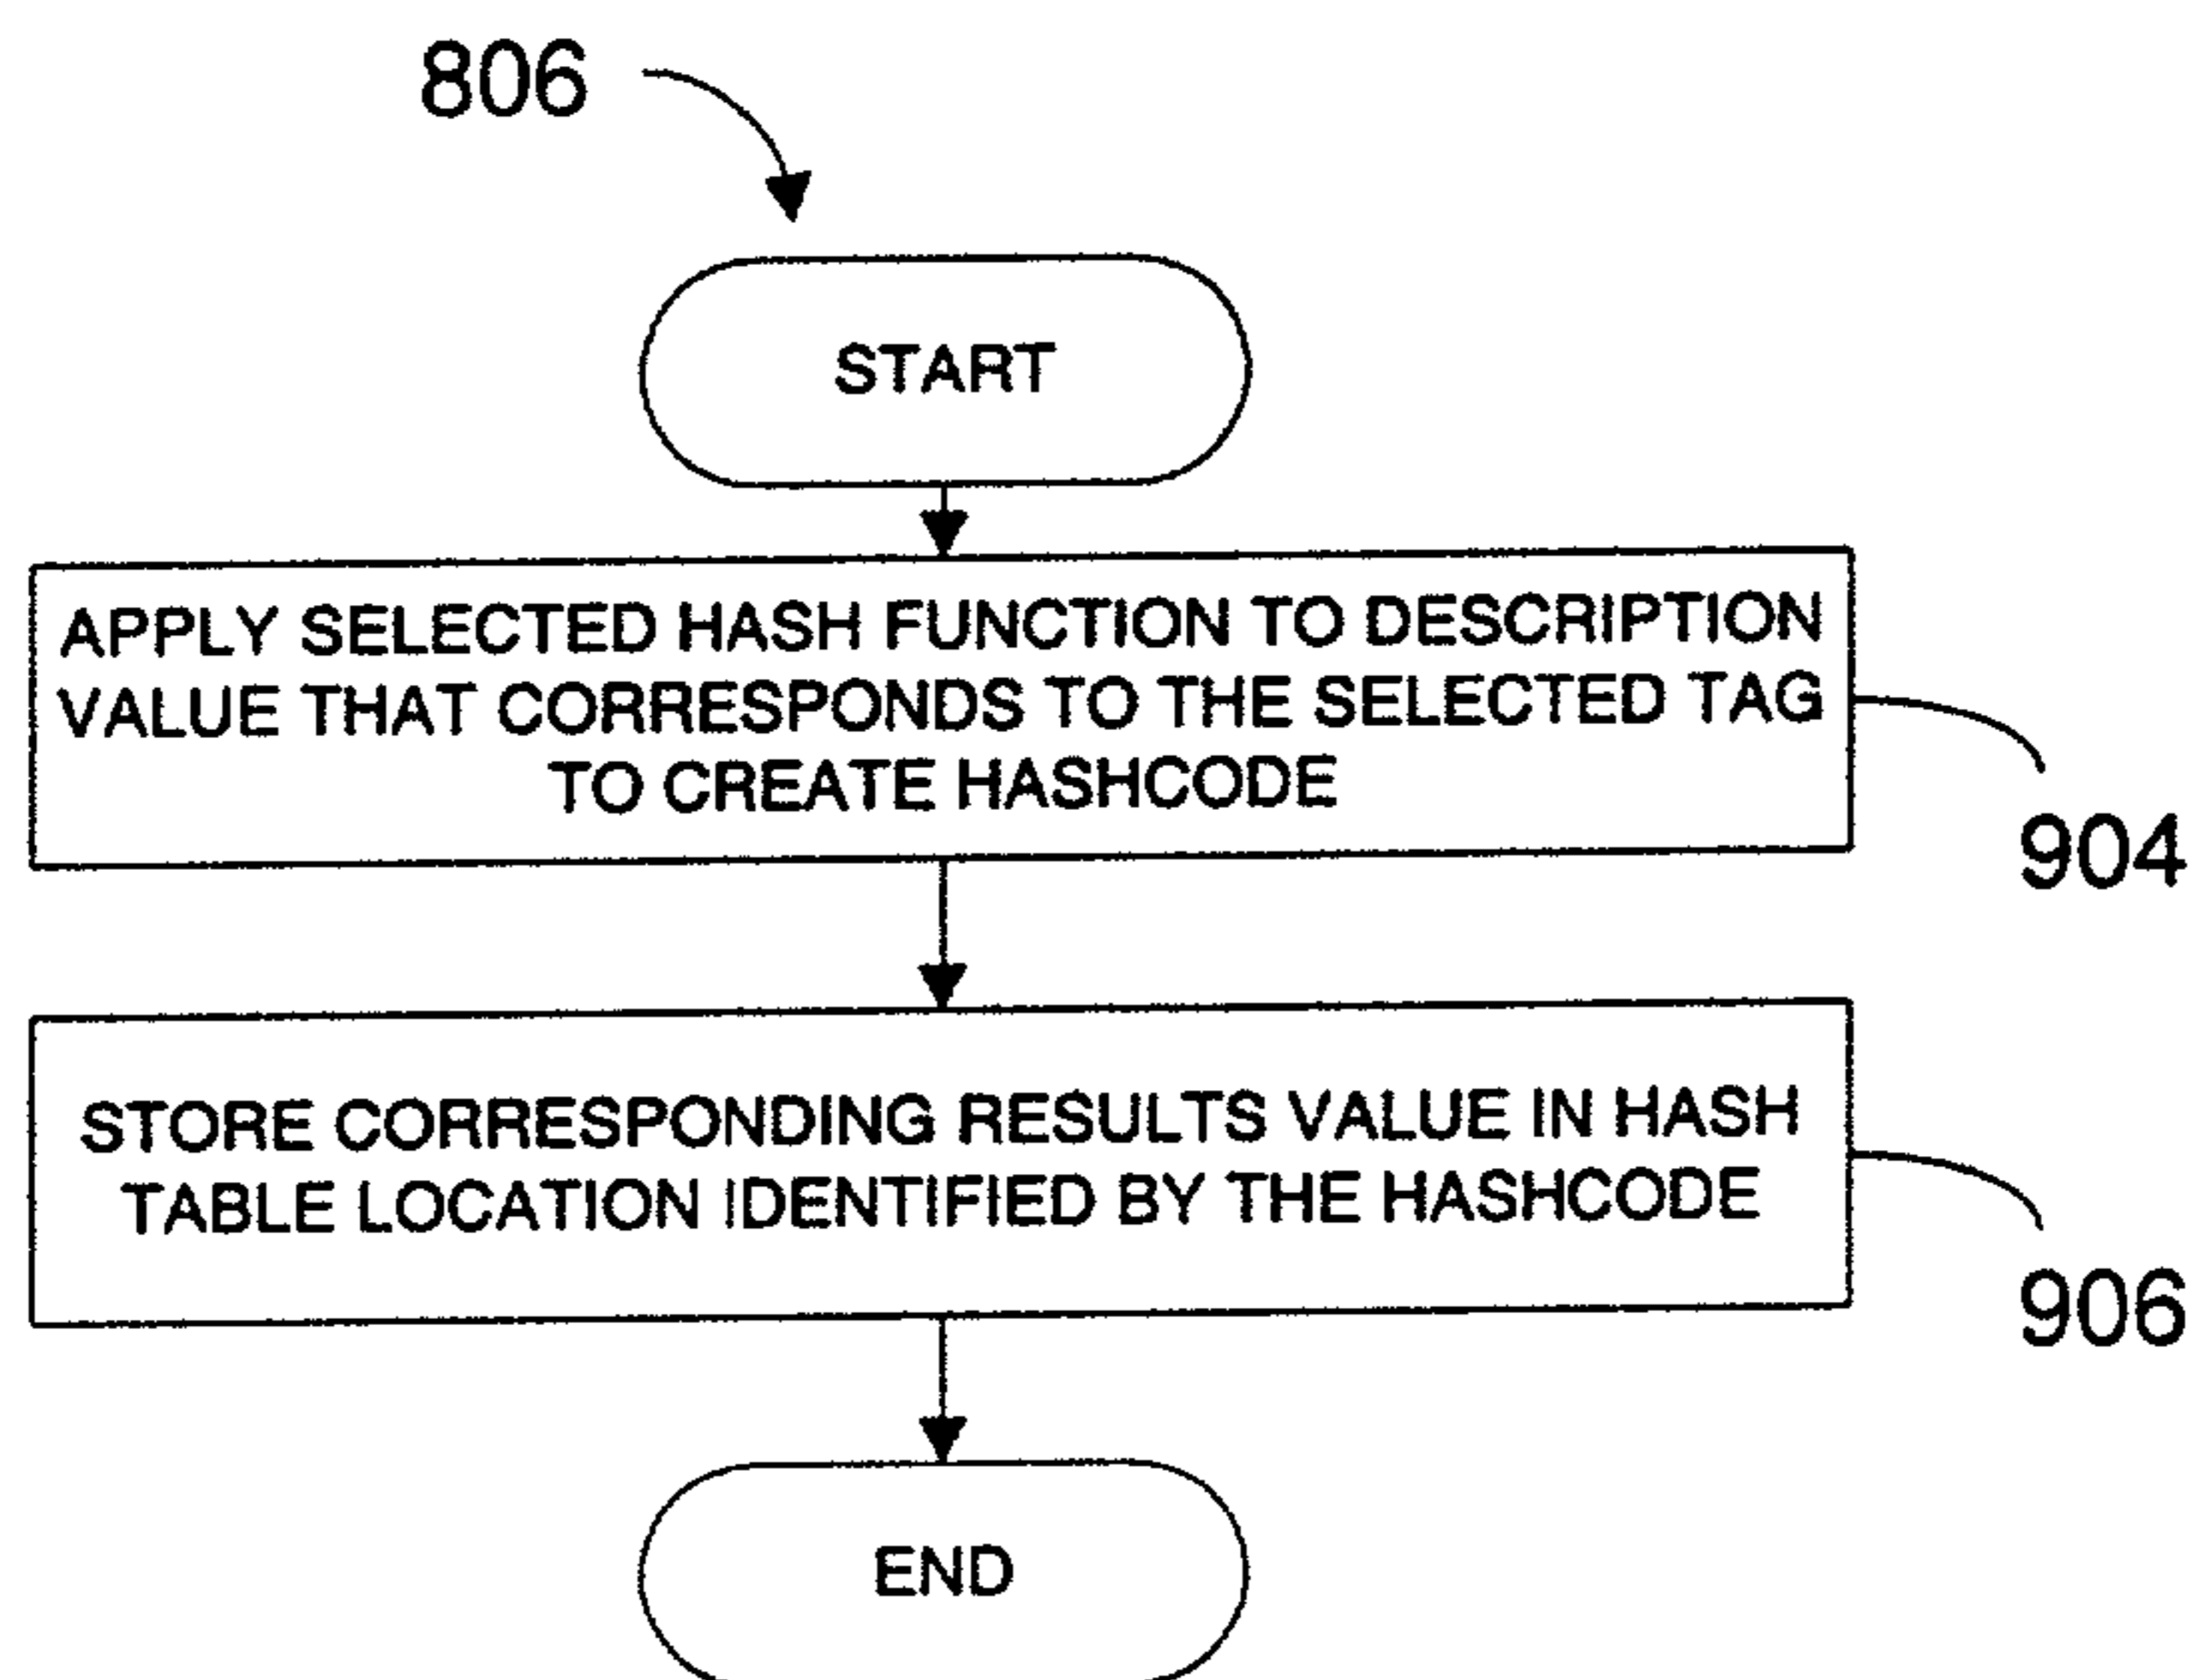 806
START
APPLY SELECTED HASH FUNCTION TO DESCRIPTION
VALUE THAT CORRESPONDS TO THE SELECTED TAG
TO CREATE HASHCODE
904
STORE CORRESPONDING RESULTS VALUE IN HASH
TABLE LOCATION IDENTIFIED BY THE HASHCODE
906
END